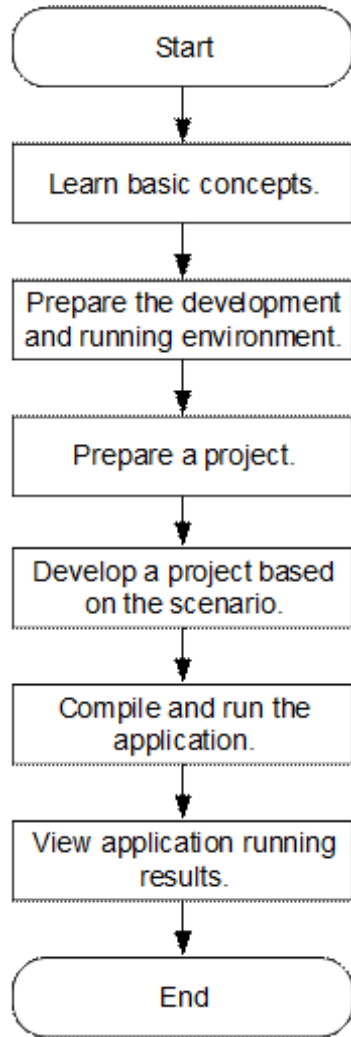 Start
Learn basic concepts.
Prepare the development
and running environment.
Prepare a project.
Develop a project based
on the scenario.
Compile and run the
application.
View application running
results.
End